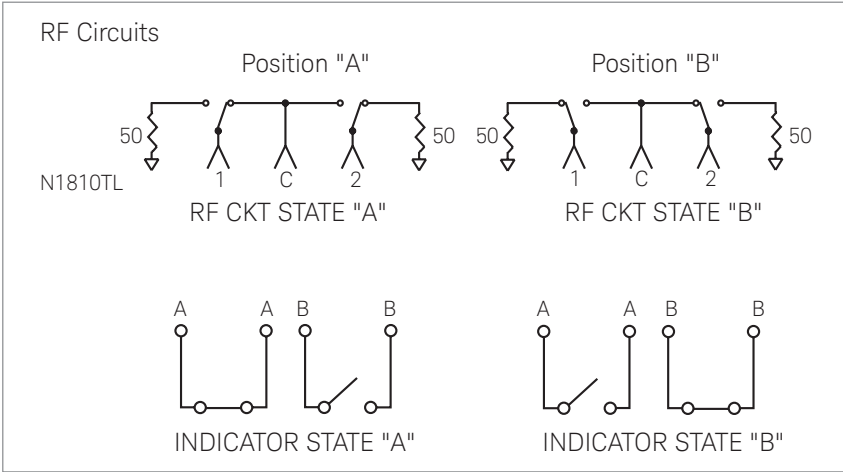 RF Circuits
Position "A" Position "B"
50 50 50 50
N1810TL 1 C 2 1 C 2
RF CKT STATE "A" RF CKT STATE "B"
A A B B A A B B
INDICATOR STATE "A" INDICATOR STATE "B"